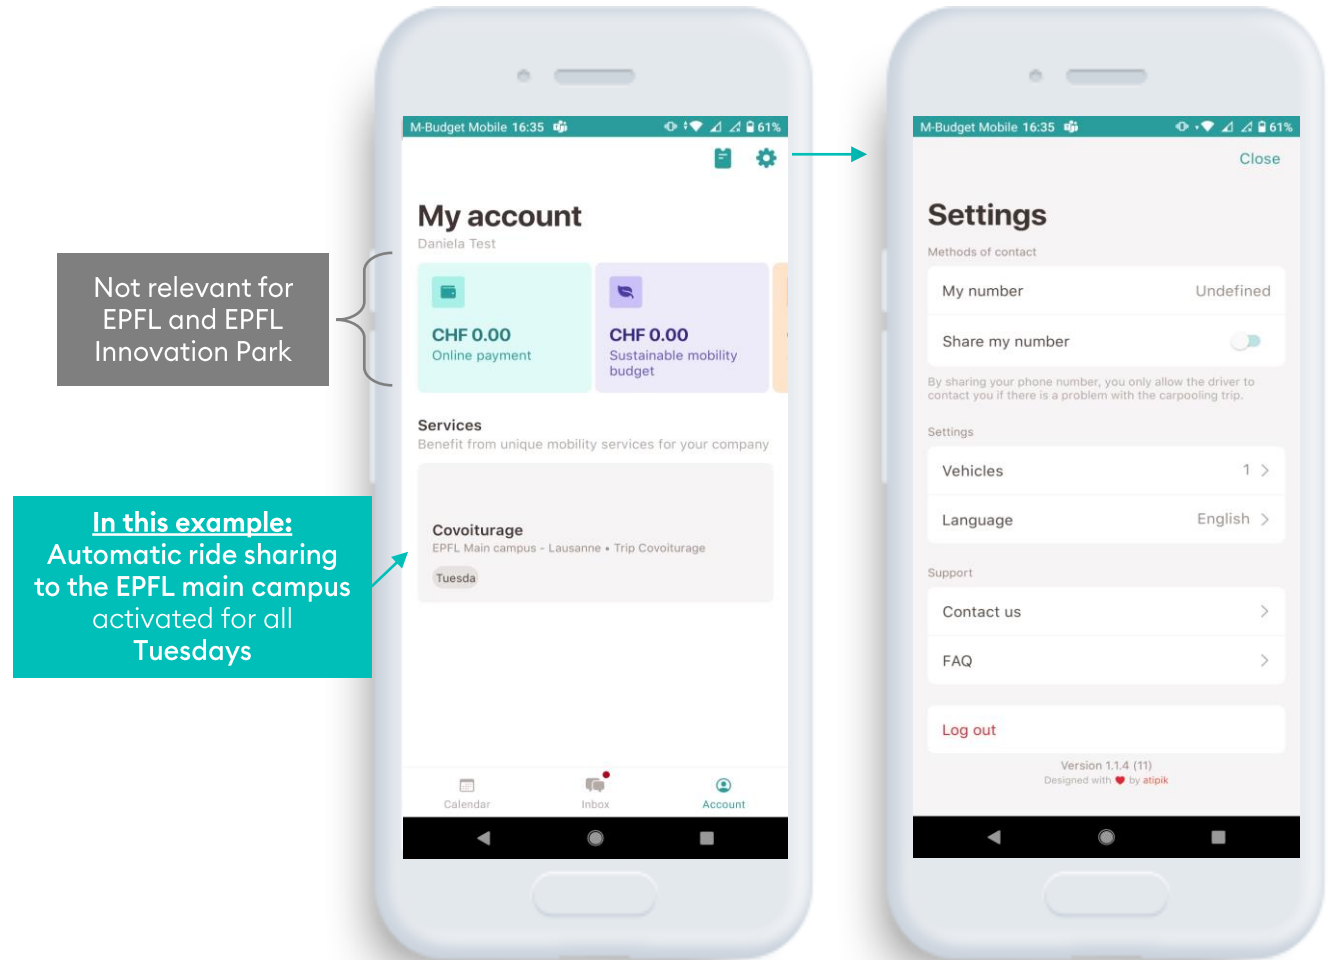 Not relevant for
EPFL and EPFL
Innovation Park
In this example:
Automatic ride sharing
to the EPFL main campus
activated for all
Tuesdays
M-Budget Mobile 16:35
61%
My account
Daniela Test
CHF 0.00
Online payment
CHF 0.00
Sustainable mobility
budget
Services
Benefit from unique mobility services for your company
Covoiturage
EPFL Main campus - Lausanne • Trip Covoiturage
Tuesda
Calendar
Inbox
Account
M-Budget Mobile 16:35
61%
Close
Settings
Methods of contact
My number Undefined
Share my number
By sharing your phone number, you only allow the driver to
contact you if there is a problem with the carpooling trip.
Settings
Vehicles 1
Language English
Support
Contact us
FAQ
Log out
Version 1.1.4 (11)
Designed with ❤ by atipik